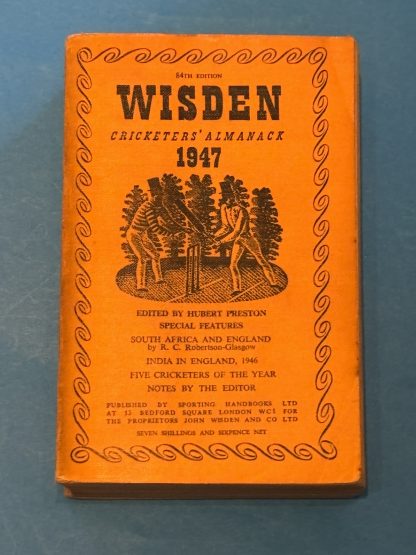 84TH EDITION
WISDEN
CRICKETERS' ALMANACK
1947
EDITED BY HUBERT PRESTON
SPECIAL FEATURES
SOUTH AFRICA AND ENGLAND
by R. C. Robertson-Glasgow
INDIA IN ENGLAND, 1946
FIVE CRICKETERS OF THE YEAR
NOTES BY THE EDITOR
PUBLISHED BY SPORTING HANDBOOKS LTD
AT 13 BEDFORD SQUARE LONDON WC1 FOR
THE PROPRIETORS JOHN WISDEN AND CO LTD
SEVEN SHILLINGS AND SIXPENCE NET